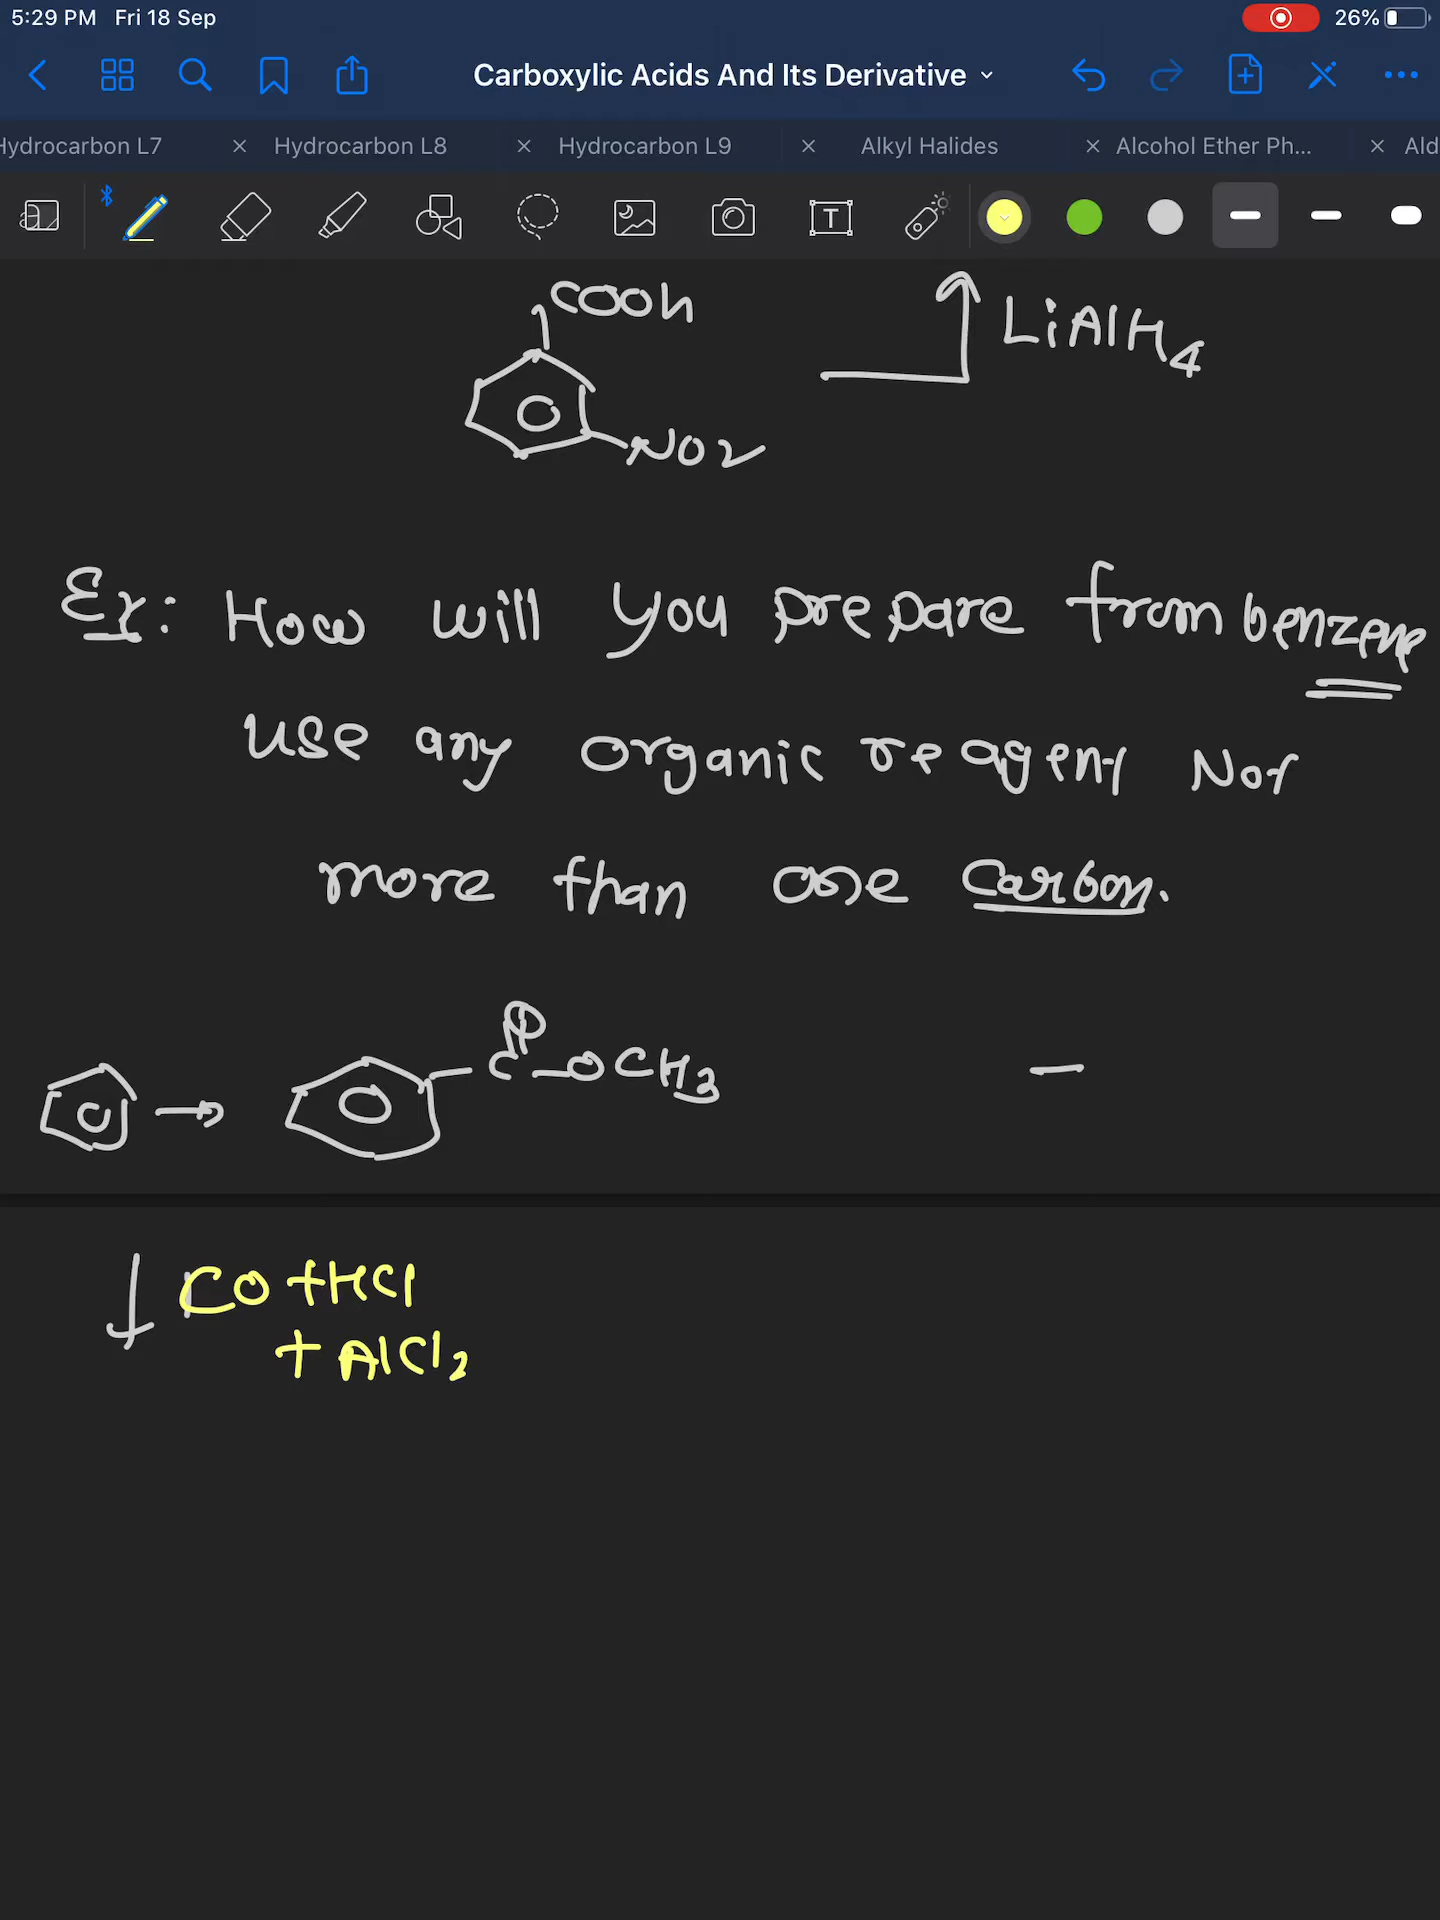 5:29 PM Fri 18 Sep 26%
Carboxylic Acids And Its Derivative
Hydrocarbon L7 × Hydrocarbon L8 × Hydrocarbon L9 × Alkyl Halides × Alcohol Ether Ph... × Ald
COOH
LiAlH4
NO2
Ex: How will you prepare from benzene
use any organic reagent Not
more than one Carbon.
C-OCH3
CO + HCl
+ AlCl2